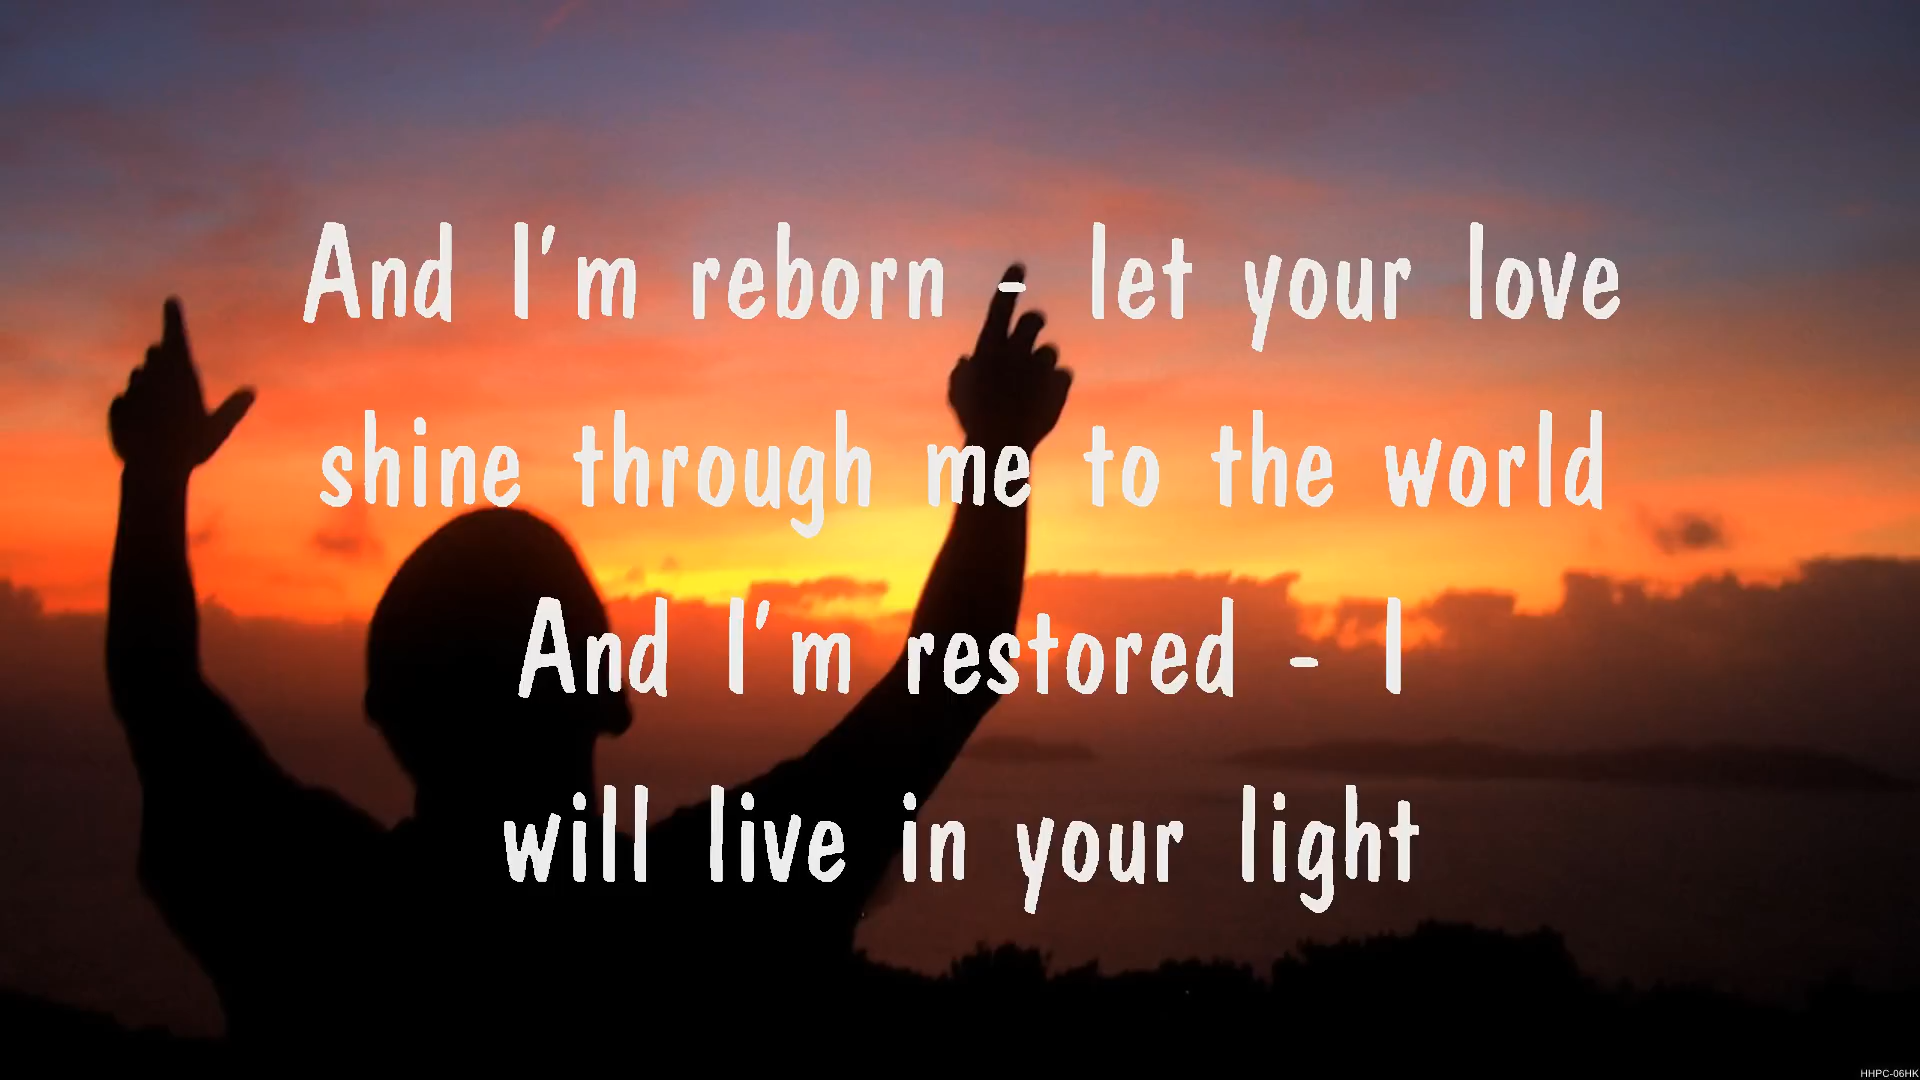 And I'm reborn - let your love
shine through me to the world
And I'm restored - I
will live in your light
HHPC-06HK